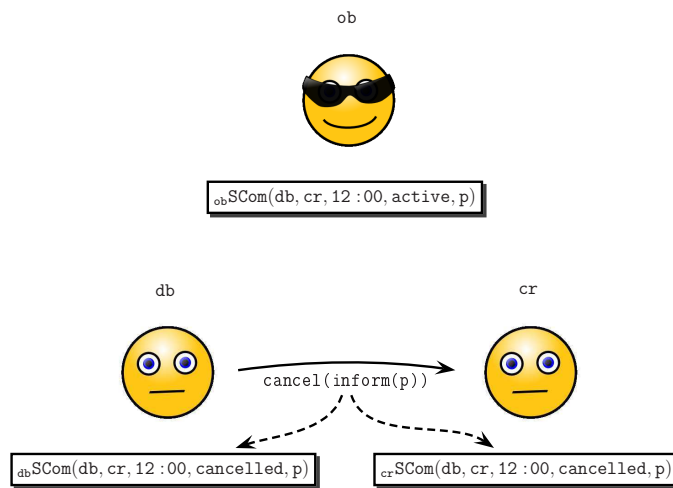 ob
obSCom(db, cr, 12:00, active, p)
db
cr
cancel(inform(p))
dbSCom(db, cr, 12:00, cancelled, p)
crSCom(db, cr, 12:00, cancelled, p)